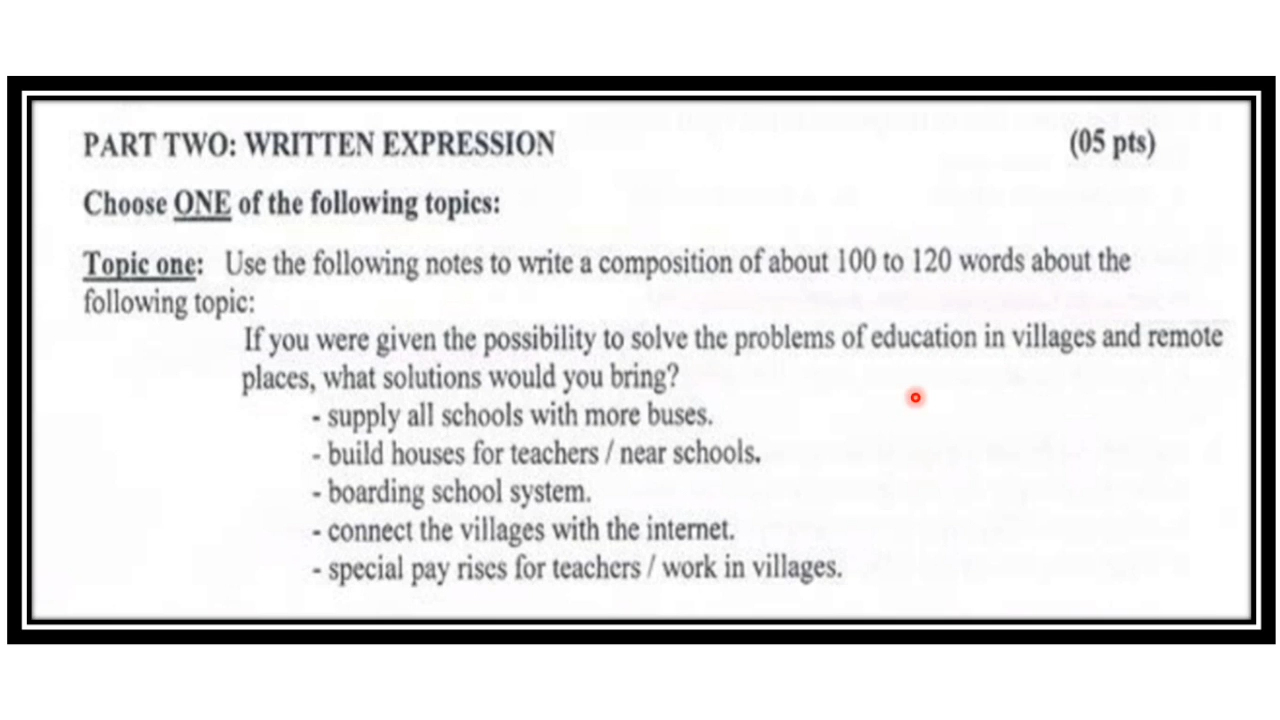 PART TWO: WRITTEN EXPRESSION (05 pts)
Choose ONE of the following topics:
Topic one: Use the following notes to write a composition of about 100 to 120 words about the
following topic:
If you were given the possibility to solve the problems of education in villages and remote
places, what solutions would you bring?
- supply all schools with more buses.
- build houses for teachers / near schools.
- boarding school system.
- connect the villages with the internet.
- special pay rises for teachers / work in villages.